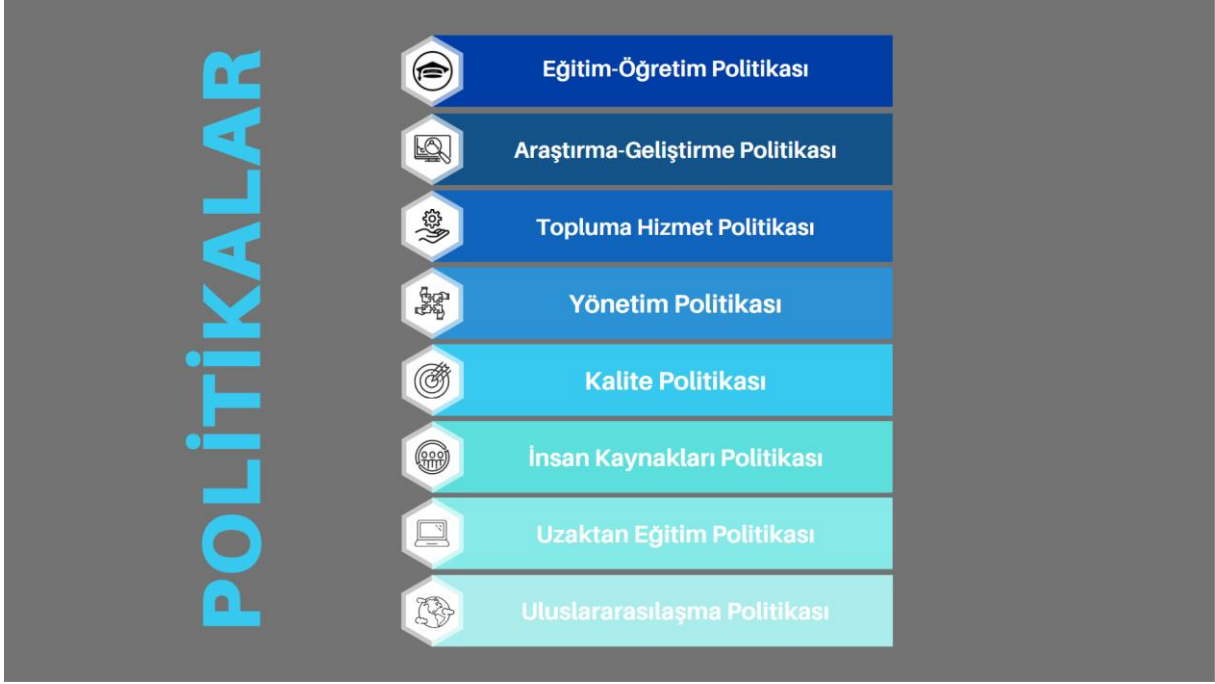 POLİTİKALAR
Eğitim-Öğretim Politikası
Araştırma-Geliştirme Politikası
Topluma Hizmet Politikası
Yönetim Politikası
Kalite Politikası
İnsan Kaynakları Politikası
Uzaktan Eğitim Politikası
Uluslararasılaşma Politikası